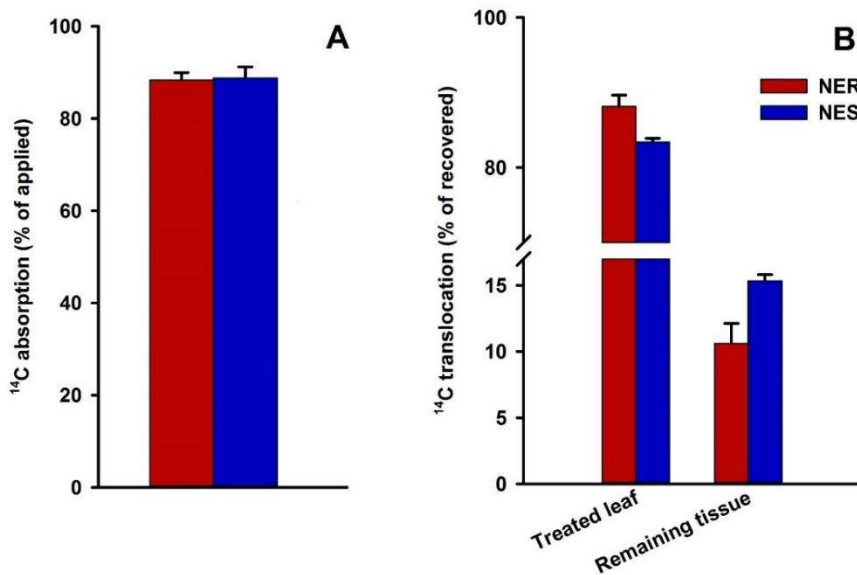 A
100
80
60
40
20
0
¹⁴C absorption (% of applied)
B
100
80
15
10
5
0
¹⁴C translocation (% of recovered)
NER
NES
Treated leaf
Remaining tissue